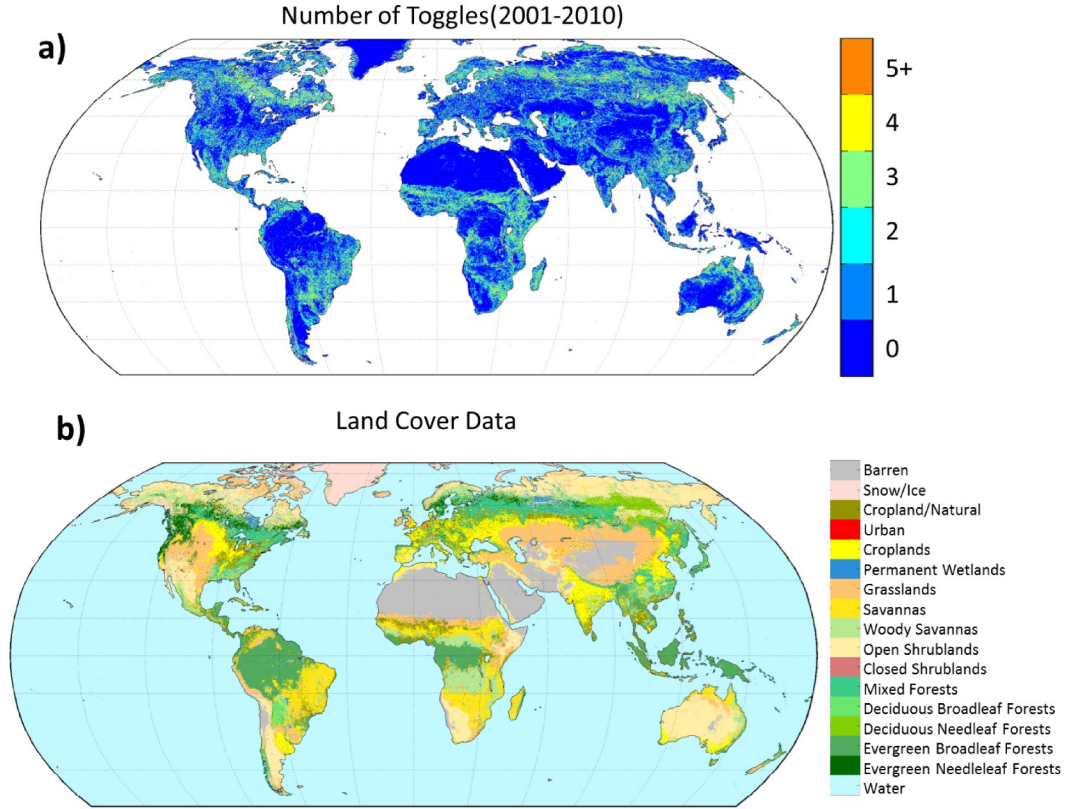 Number of Toggles(2001-2010)
a)
5+
4
3
2
1
0
b)
Land Cover Data
Barren
Snow/Ice
Cropland/Natural
Urban
Croplands
Permanent Wetlands
Grasslands
Savannas
Woody Savannas
Open Shrublands
Closed Shrublands
Mixed Forests
Deciduous Broadleaf Forests
Deciduous Needleaf Forests
Evergreen Broadleaf Forests
Evergreen Needleleaf Forests
Water